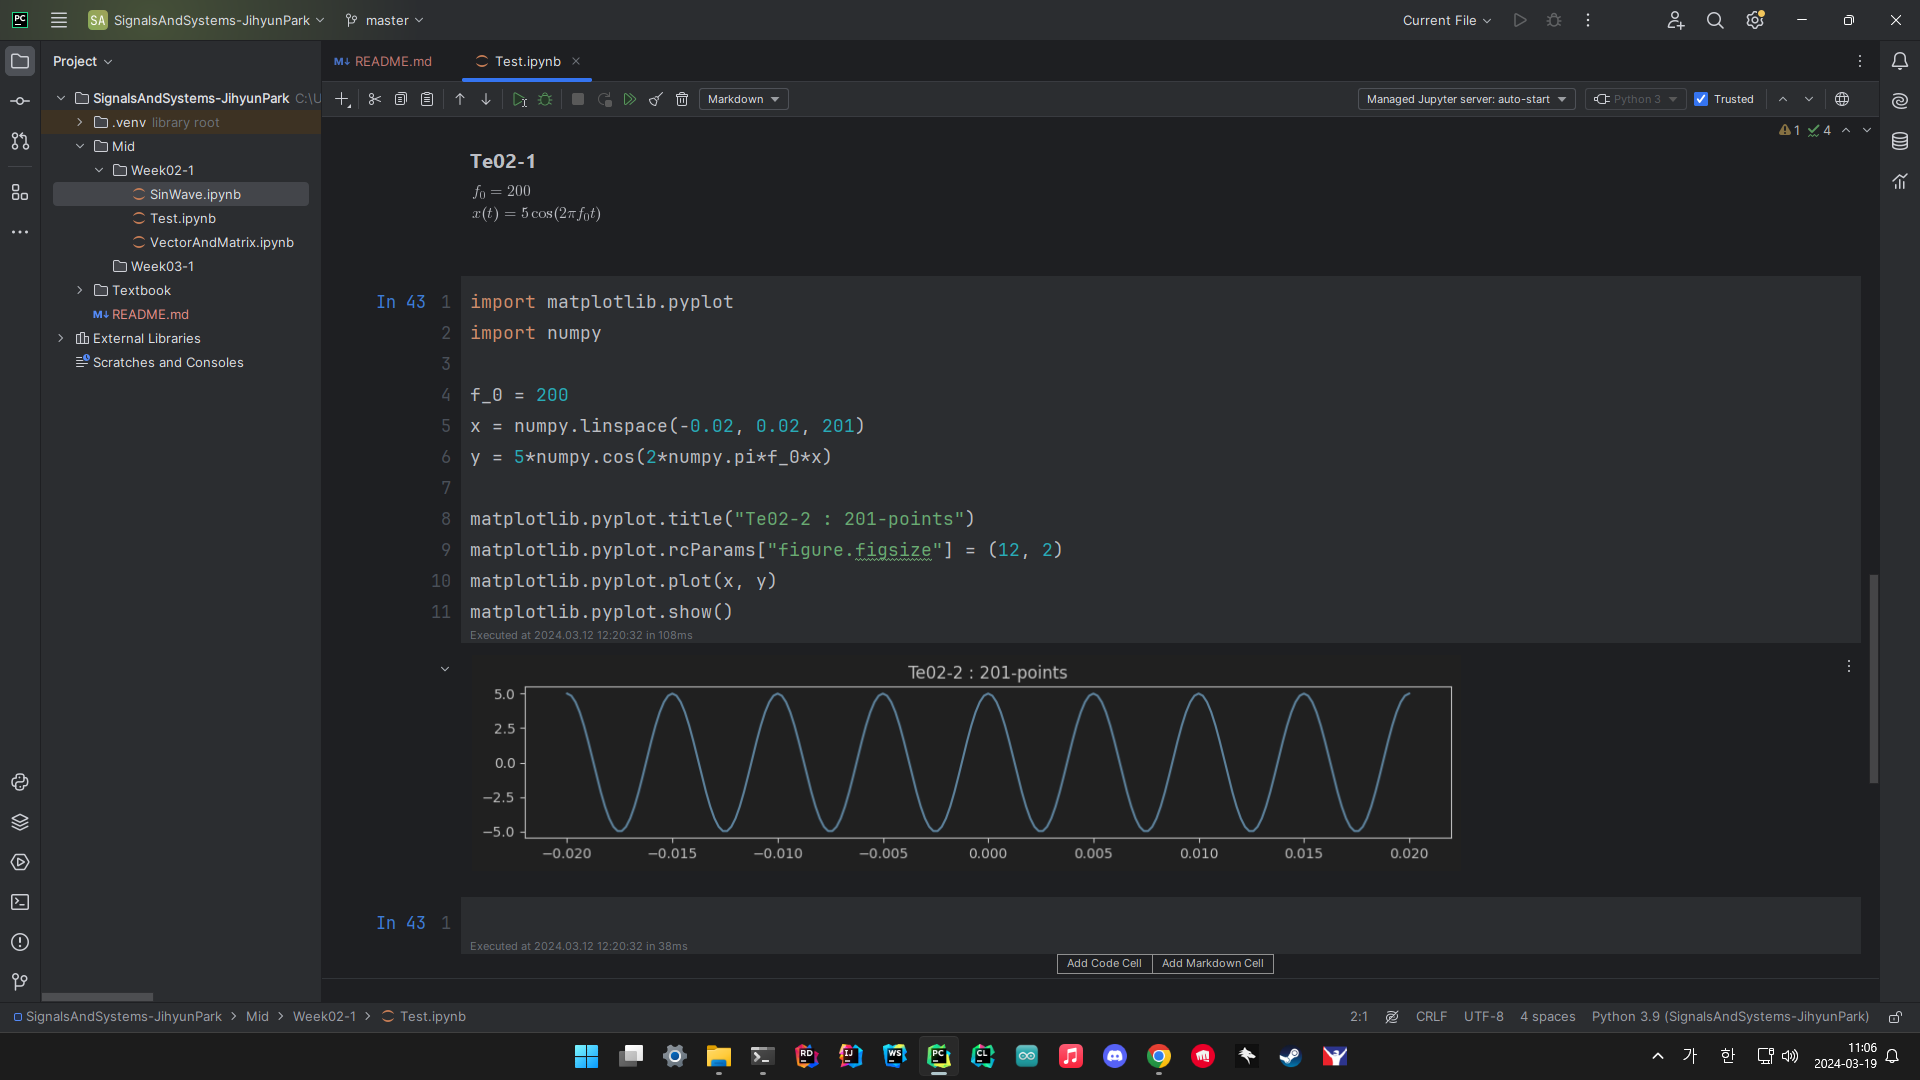 PC
SA SignalsAndSystems-JihyunPark
master
Current File
Project
M↓ README.md
Test.ipynb
SignalsAndSystems-JihyunPark C:\U
.venv library root
Mid
Week02-1
SinWave.ipynb
Test.ipynb
VectorAndMatrix.ipynb
Week03-1
Textbook
M↓ README.md
External Libraries
Scratches and Consoles
Markdown
Managed Jupyter server: auto-start
Python 3
Trusted
1 4
Te02-1
f₀ = 200
x(t) = 5 cos(2πf₀t)
In 43
1 import matplotlib.pyplot
2 import numpy
3
4 f_0 = 200
5 x = numpy.linspace(-0.02, 0.02, 201)
6 y = 5*numpy.cos(2*numpy.pi*f_0*x)
7
8 matplotlib.pyplot.title("Te02-2 : 201-points")
9 matplotlib.pyplot.rcParams["figure.figsize"] = (12, 2)
10 matplotlib.pyplot.plot(x, y)
11 matplotlib.pyplot.show()
Executed at 2024.03.12 12:20:32 in 108ms
Te02-2 : 201-points
5.0
2.5
0.0
−2.5
−5.0
−0.020 −0.015 −0.010 −0.005 0.000 0.005 0.010 0.015 0.020
In 43 1
Executed at 2024.03.12 12:20:32 in 38ms
Add Code Cell Add Markdown Cell
SignalsAndSystems-JihyunPark > Mid > Week02-1 > Test.ipynb
2:1 CRLF UTF-8 4 spaces Python 3.9 (SignalsAndSystems-JihyunPark)
RD IJ WS PC CL
가 한
11:06
2024-03-19